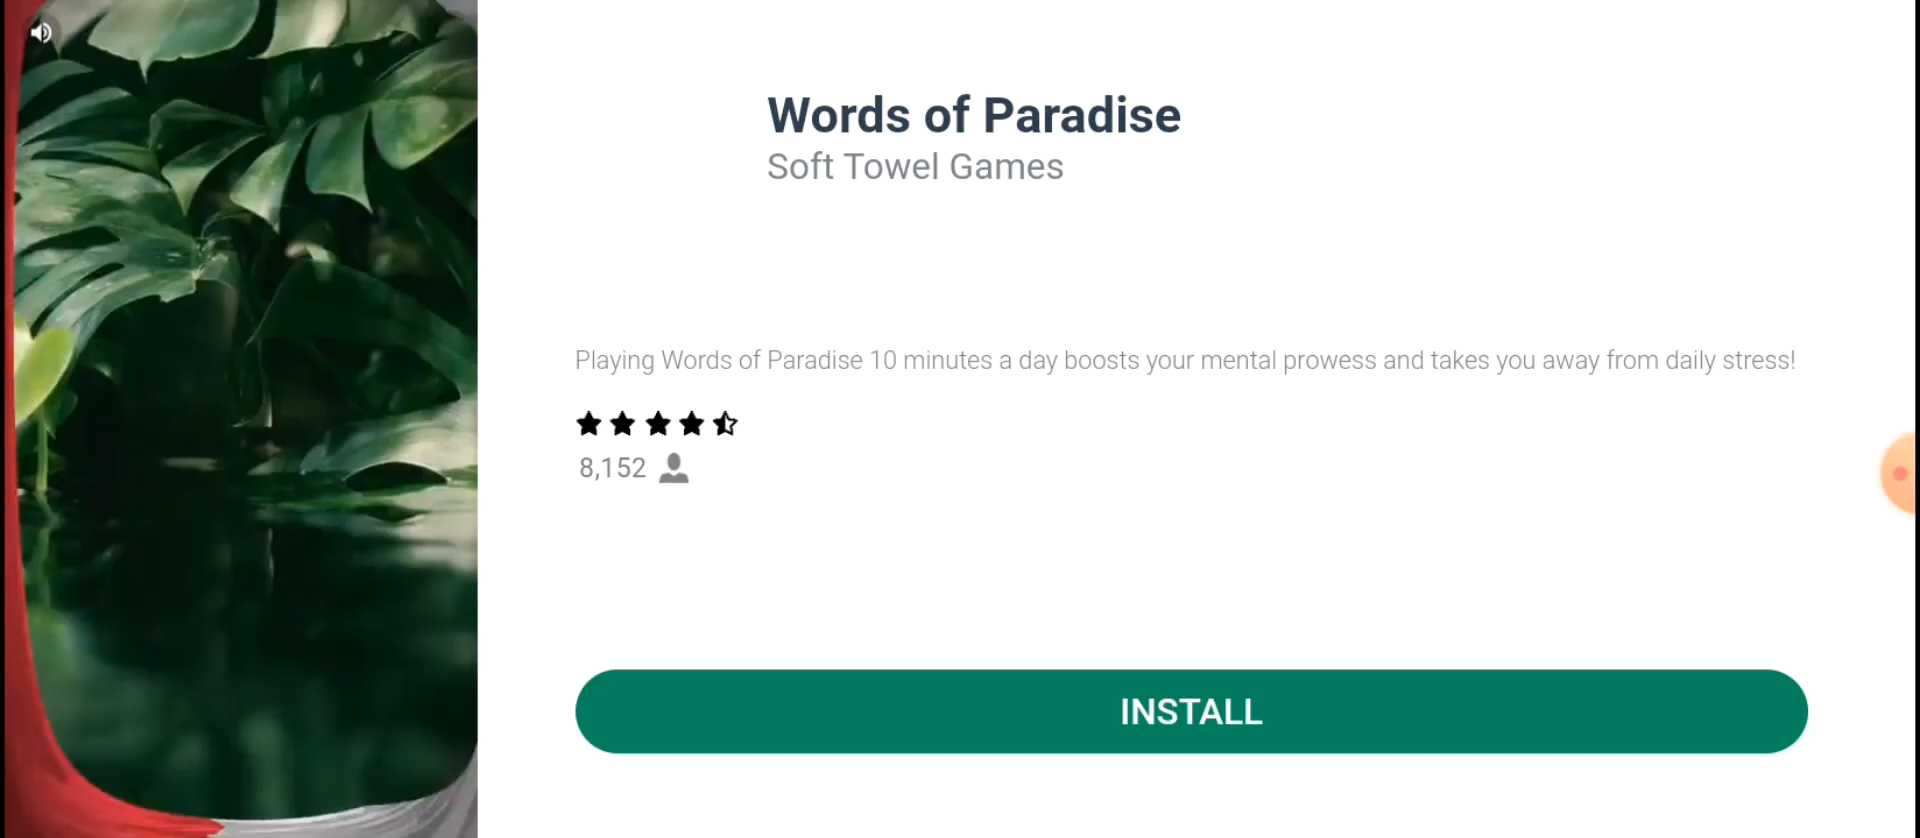 Words of Paradise
Soft Towel Games
Playing Words of Paradise 10 minutes a day boosts your mental prowess and takes you away from daily stress!
8,152
INSTALL